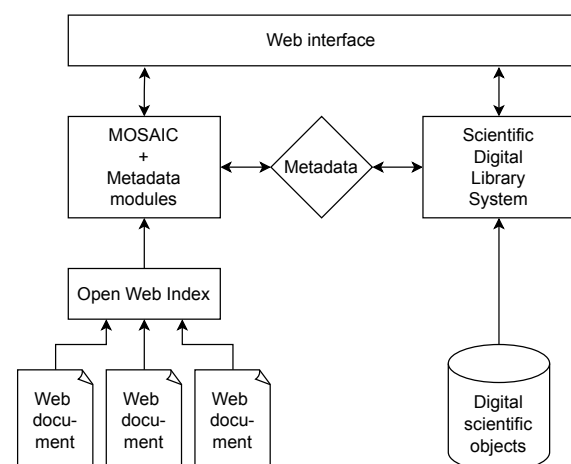 Web interface
MOSAIC
+
Metadata
modules
Metadata
Scientific
Digital
Library
System
Open Web Index
Web
docu-
ment
Web
docu-
ment
Web
docu-
ment
Digital
scientific
objects